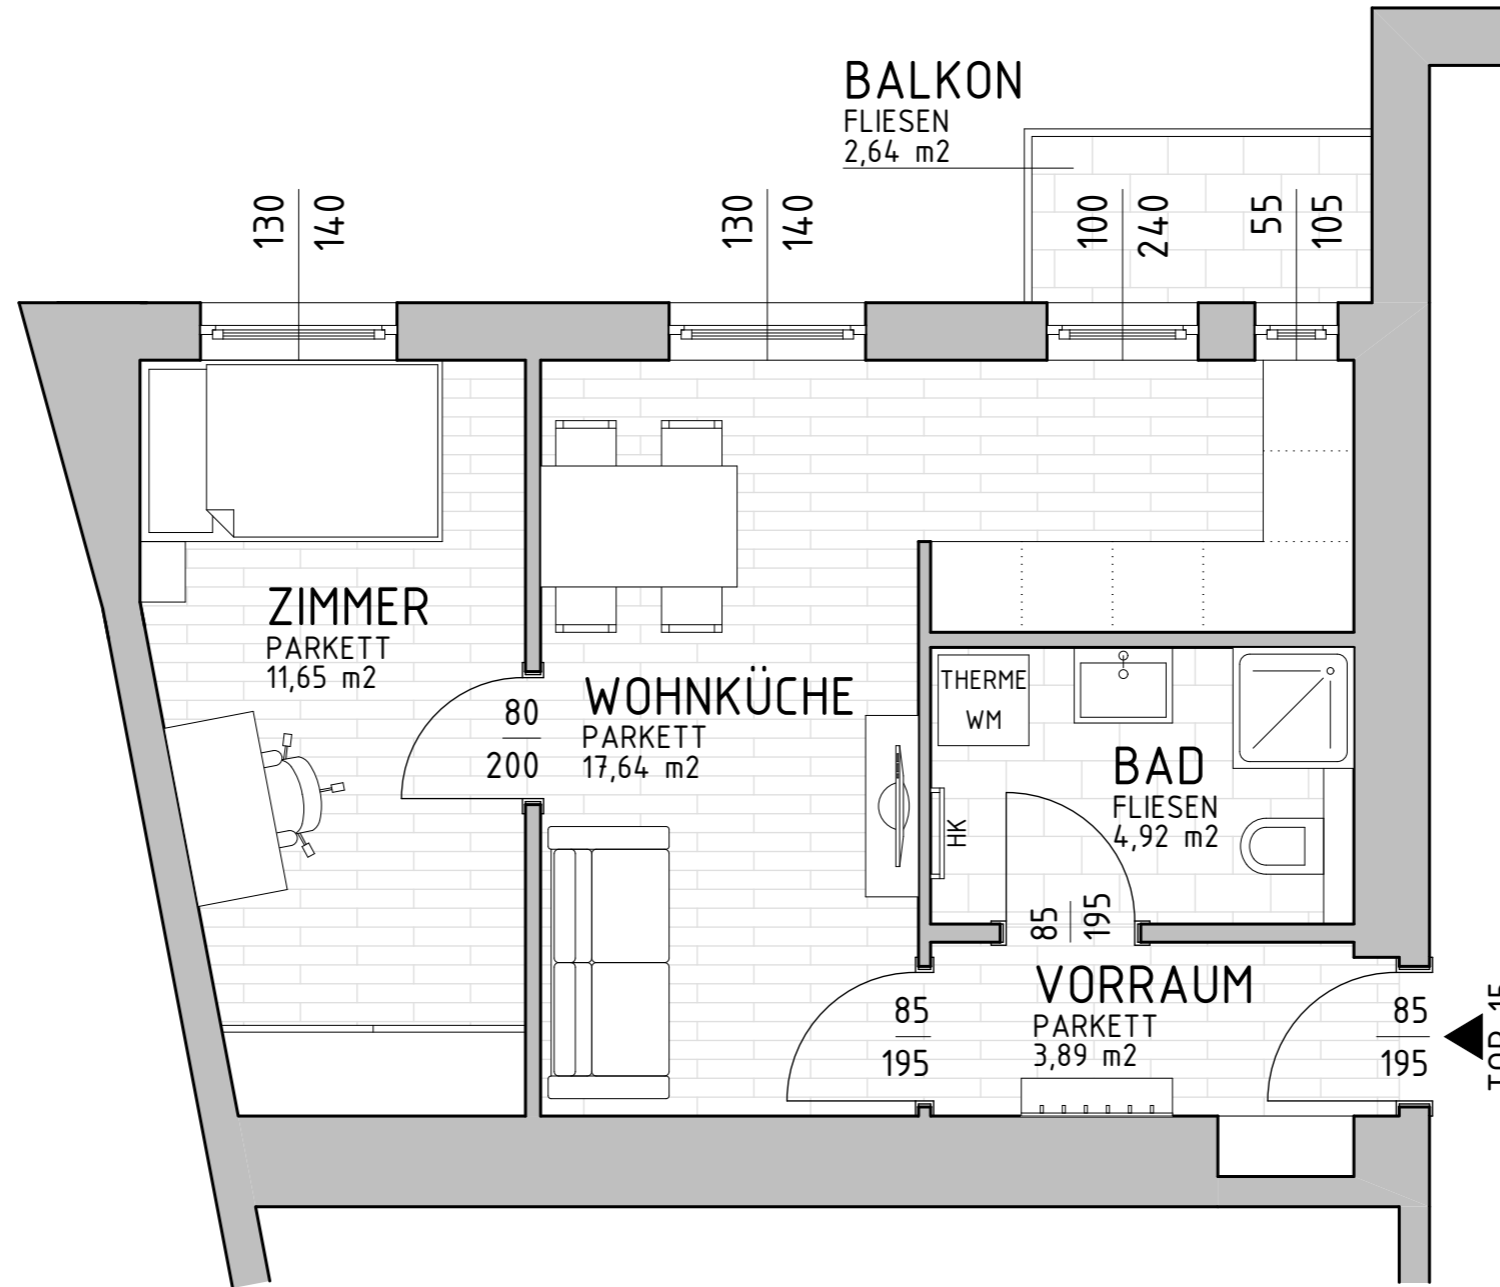 BALKON
FLIESEN
2,64 m2
130
140
130
140
100
240
55
105
ZIMMER
PARKETT
11,65 m2
80
200
WOHNKÜCHE
PARKETT
17,64 m2
THERME
WM
HK
BAD
FLIESEN
4,92 m2
85
195
VORRAUM
PARKETT
3,89 m2
85
195
85
195
TOP 15